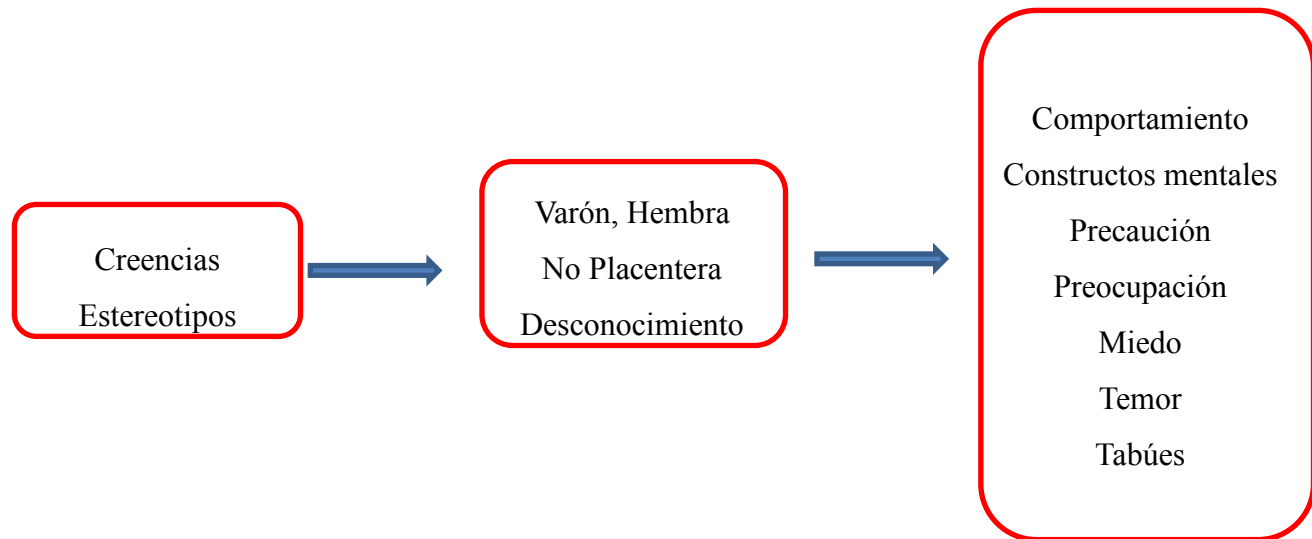 Creencias
Estereotipos
Varón, Hembra
No Placentera
Desconocimiento
Comportamiento
Constructos mentales
Precaución
Preocupación
Miedo
Temor
Tabúes